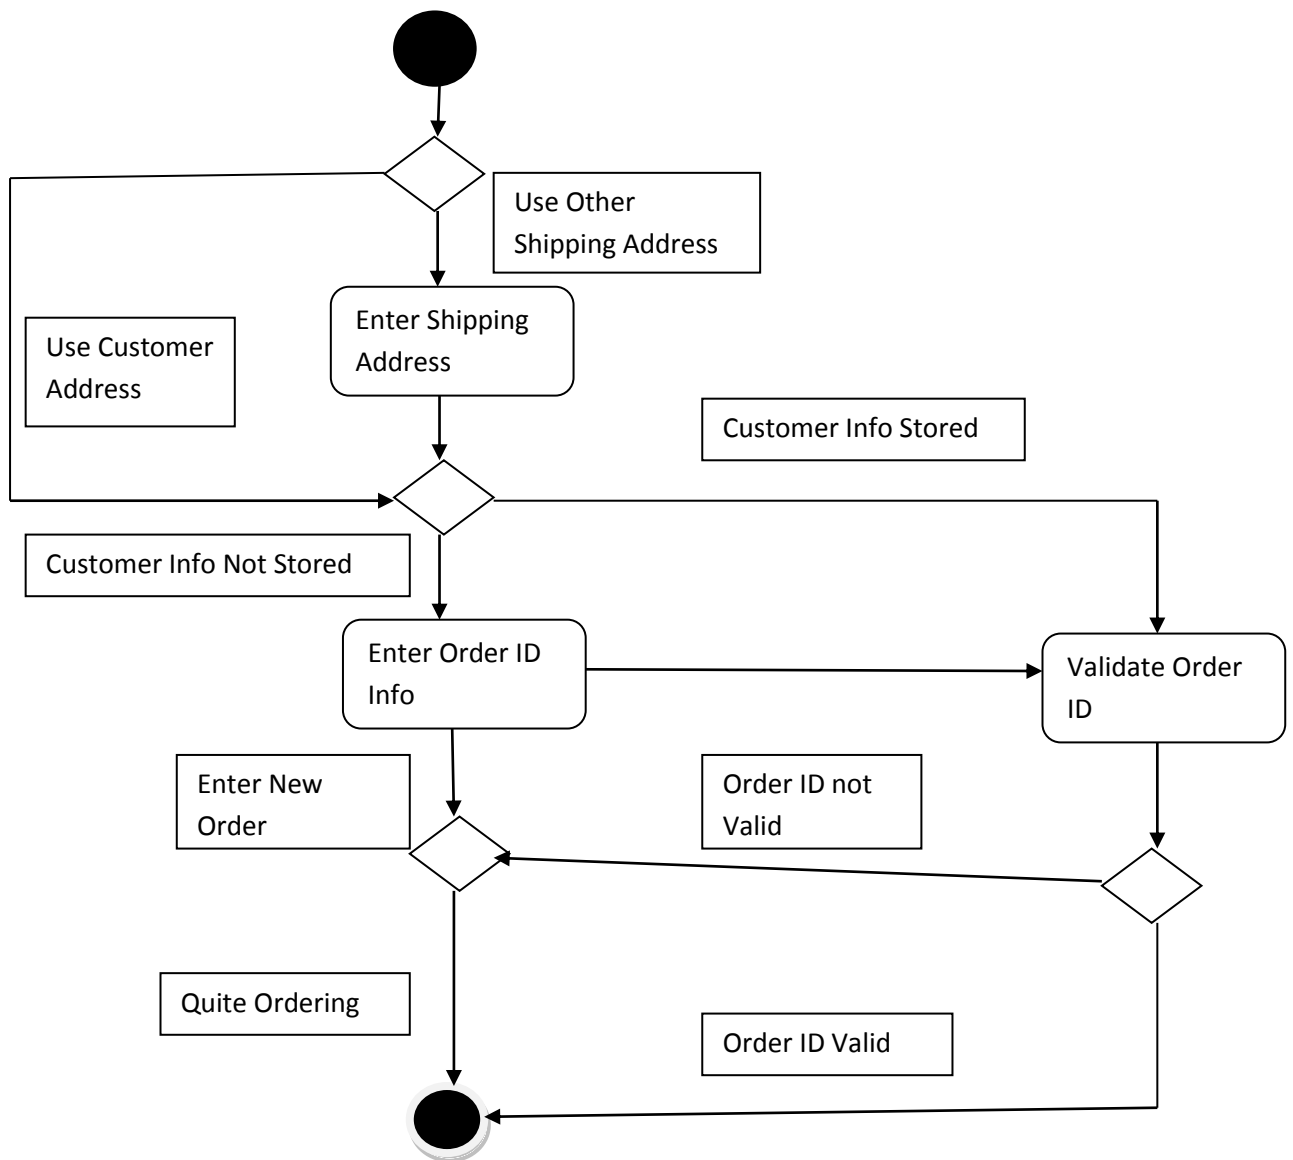 Use Other
Shipping Address
Enter Shipping
Address
Use Customer
Address
Customer Info Stored
Customer Info Not Stored
Enter Order ID
Info
Validate Order
ID
Enter New
Order
Order ID not
Valid
Quite Ordering
Order ID Valid